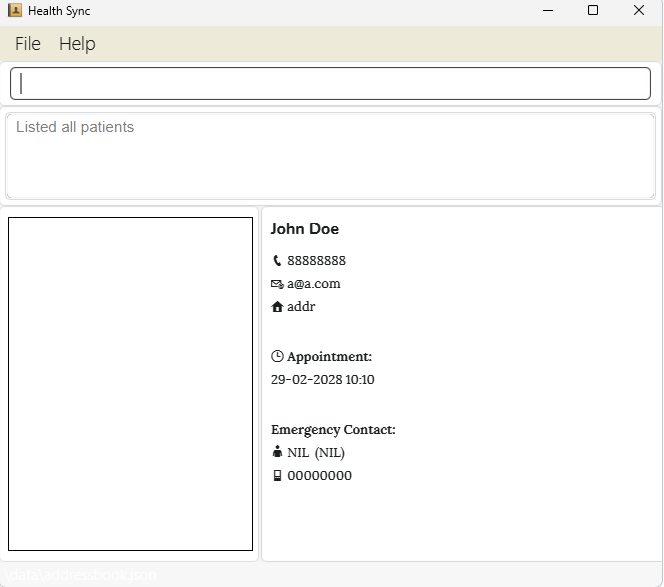 Health Sync
File Help
Listed all patients
John Doe
88888888
a@a.com
addr
Appointment:
29-02-2028 10:10
Emergency Contact:
NIL (NIL)
00000000
\data\addressbook.json